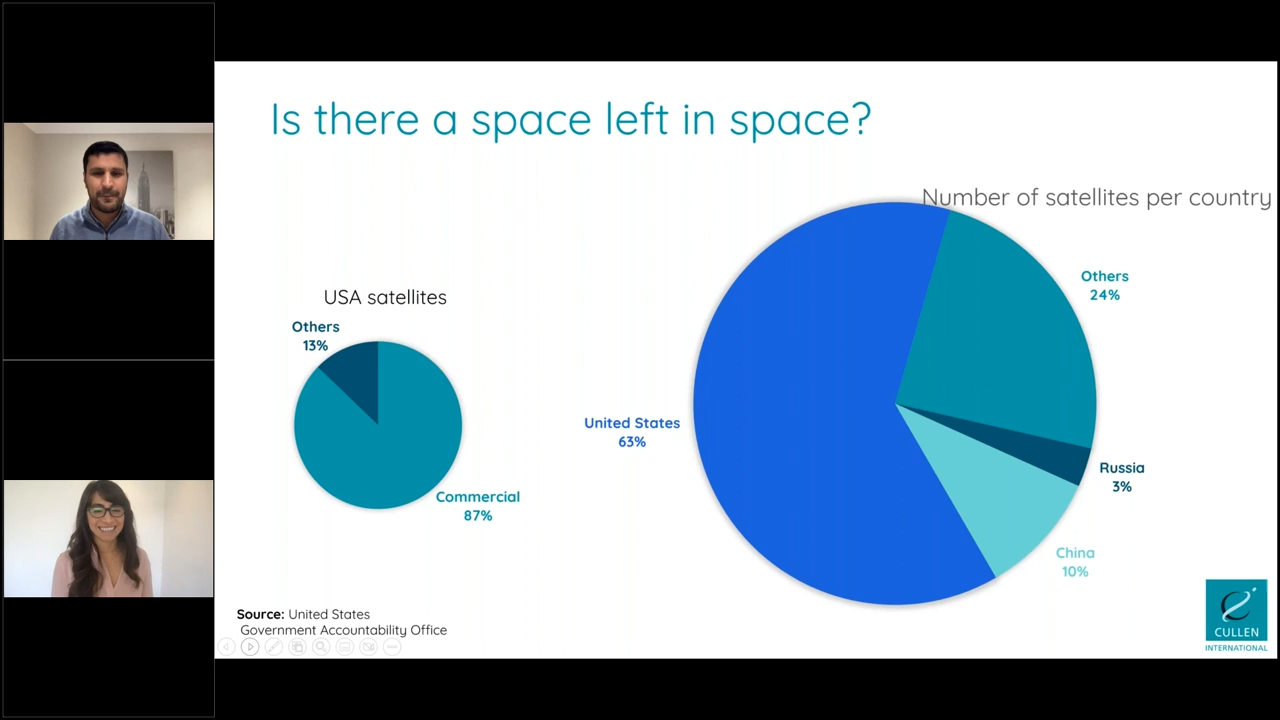 Is there a space left in space?
Number of satellites per country
USA satellites
Others
13%
Commercial
87%
Others
24%
United States
63%
Russia
3%
China
10%
Source: United States
Government Accountability Office
CULLEN
INTERNATIONAL